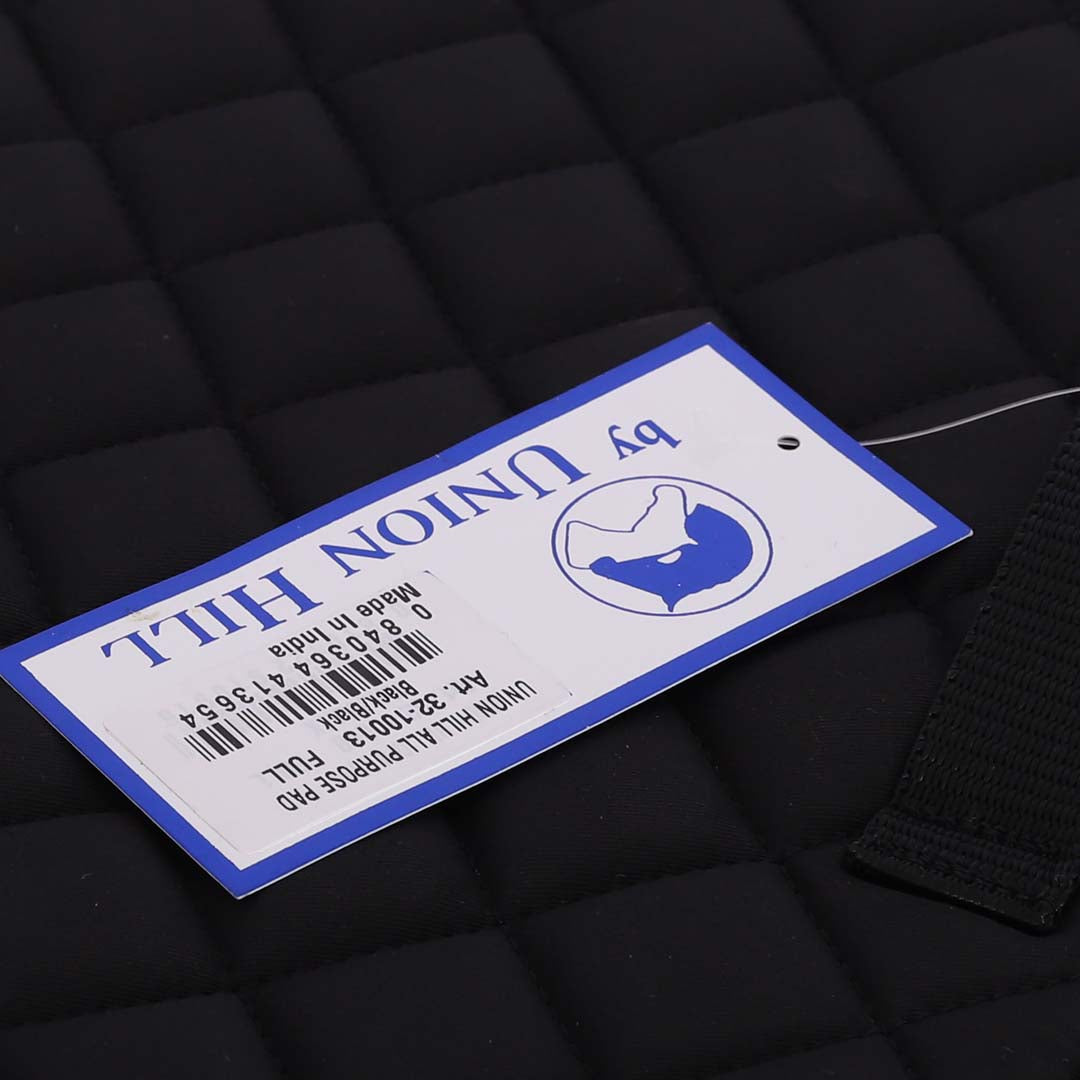 by UNION HILL
UNION HILL ALL PURPOSE PAD
Art. 32-10013 FULL
Black/Black
0 840364 413654
Made In India